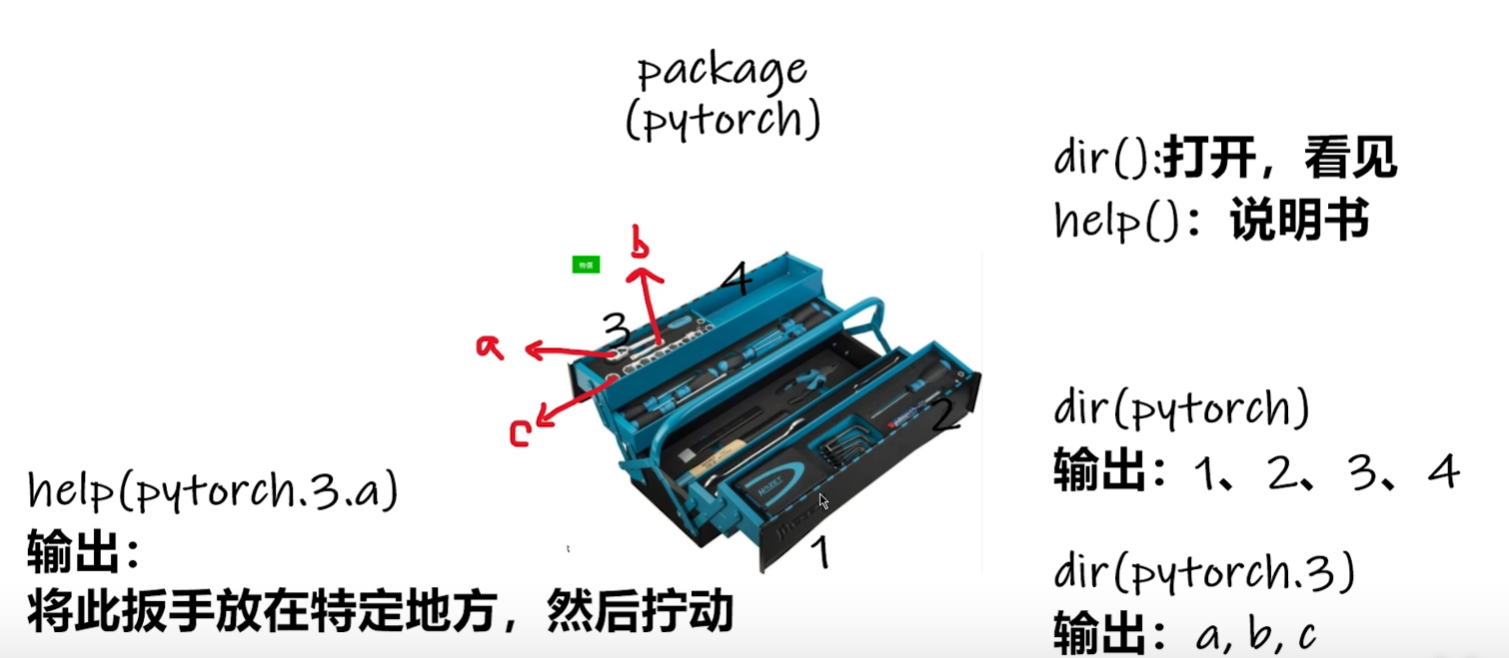 package
(pytorch)
dir():打开，看见
help()：说明书
b
4
3
a
c
2
1
dir(pytorch)
输出：1、2、3、4
help(pytorch.3.a)
输出：
将此扳手放在特定地方，然后拧动
dir(pytorch.3)
输出：a, b, c